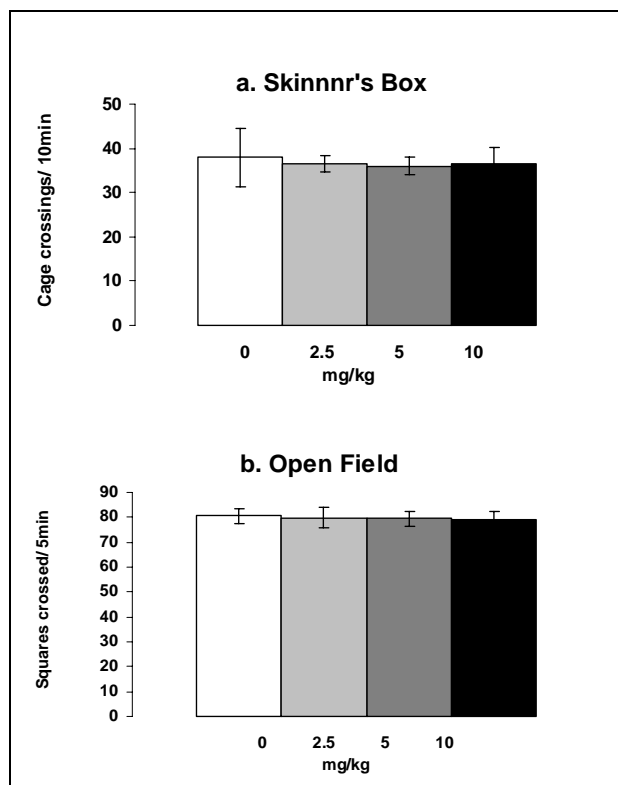 a. Skinnnr's Box
50
40
30
20
10
0
Cage crossings/ 10min
0 2.5 5 10
mg/kg
b. Open Field
90
80
70
60
50
40
30
20
10
0
Squares crossed/ 5min
0 2.5 5 10
mg/kg